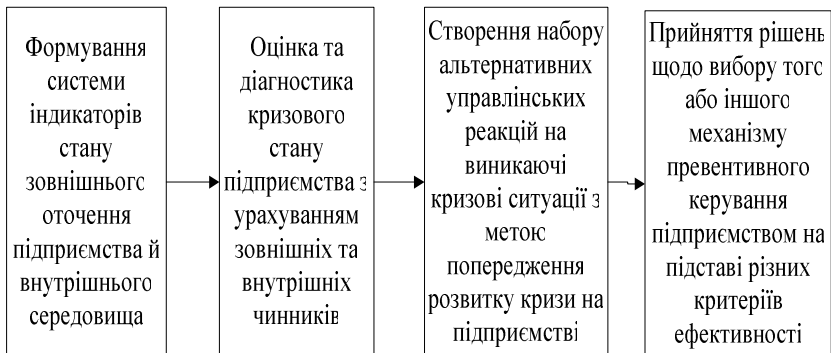 Формування
системи
індикаторів
стану
зовнішнього
оточення
підприємства й
внутрішнього
середовища
Оцінка та
діагностика
кризового
стану
підприємства з
урахуванням
зовнішніх та
внутрішніх
чинників
Створення набору
альтернативних
управлінських
реакцій на
виникаючі
кризові ситуації з
метою
попередження
розвитку кризи на
підприємстві
Прийняття рішень
щодо вибору того
або іншого
механізму
превентивного
керування
підприємством на
підставі різних
критеріїв
ефективності